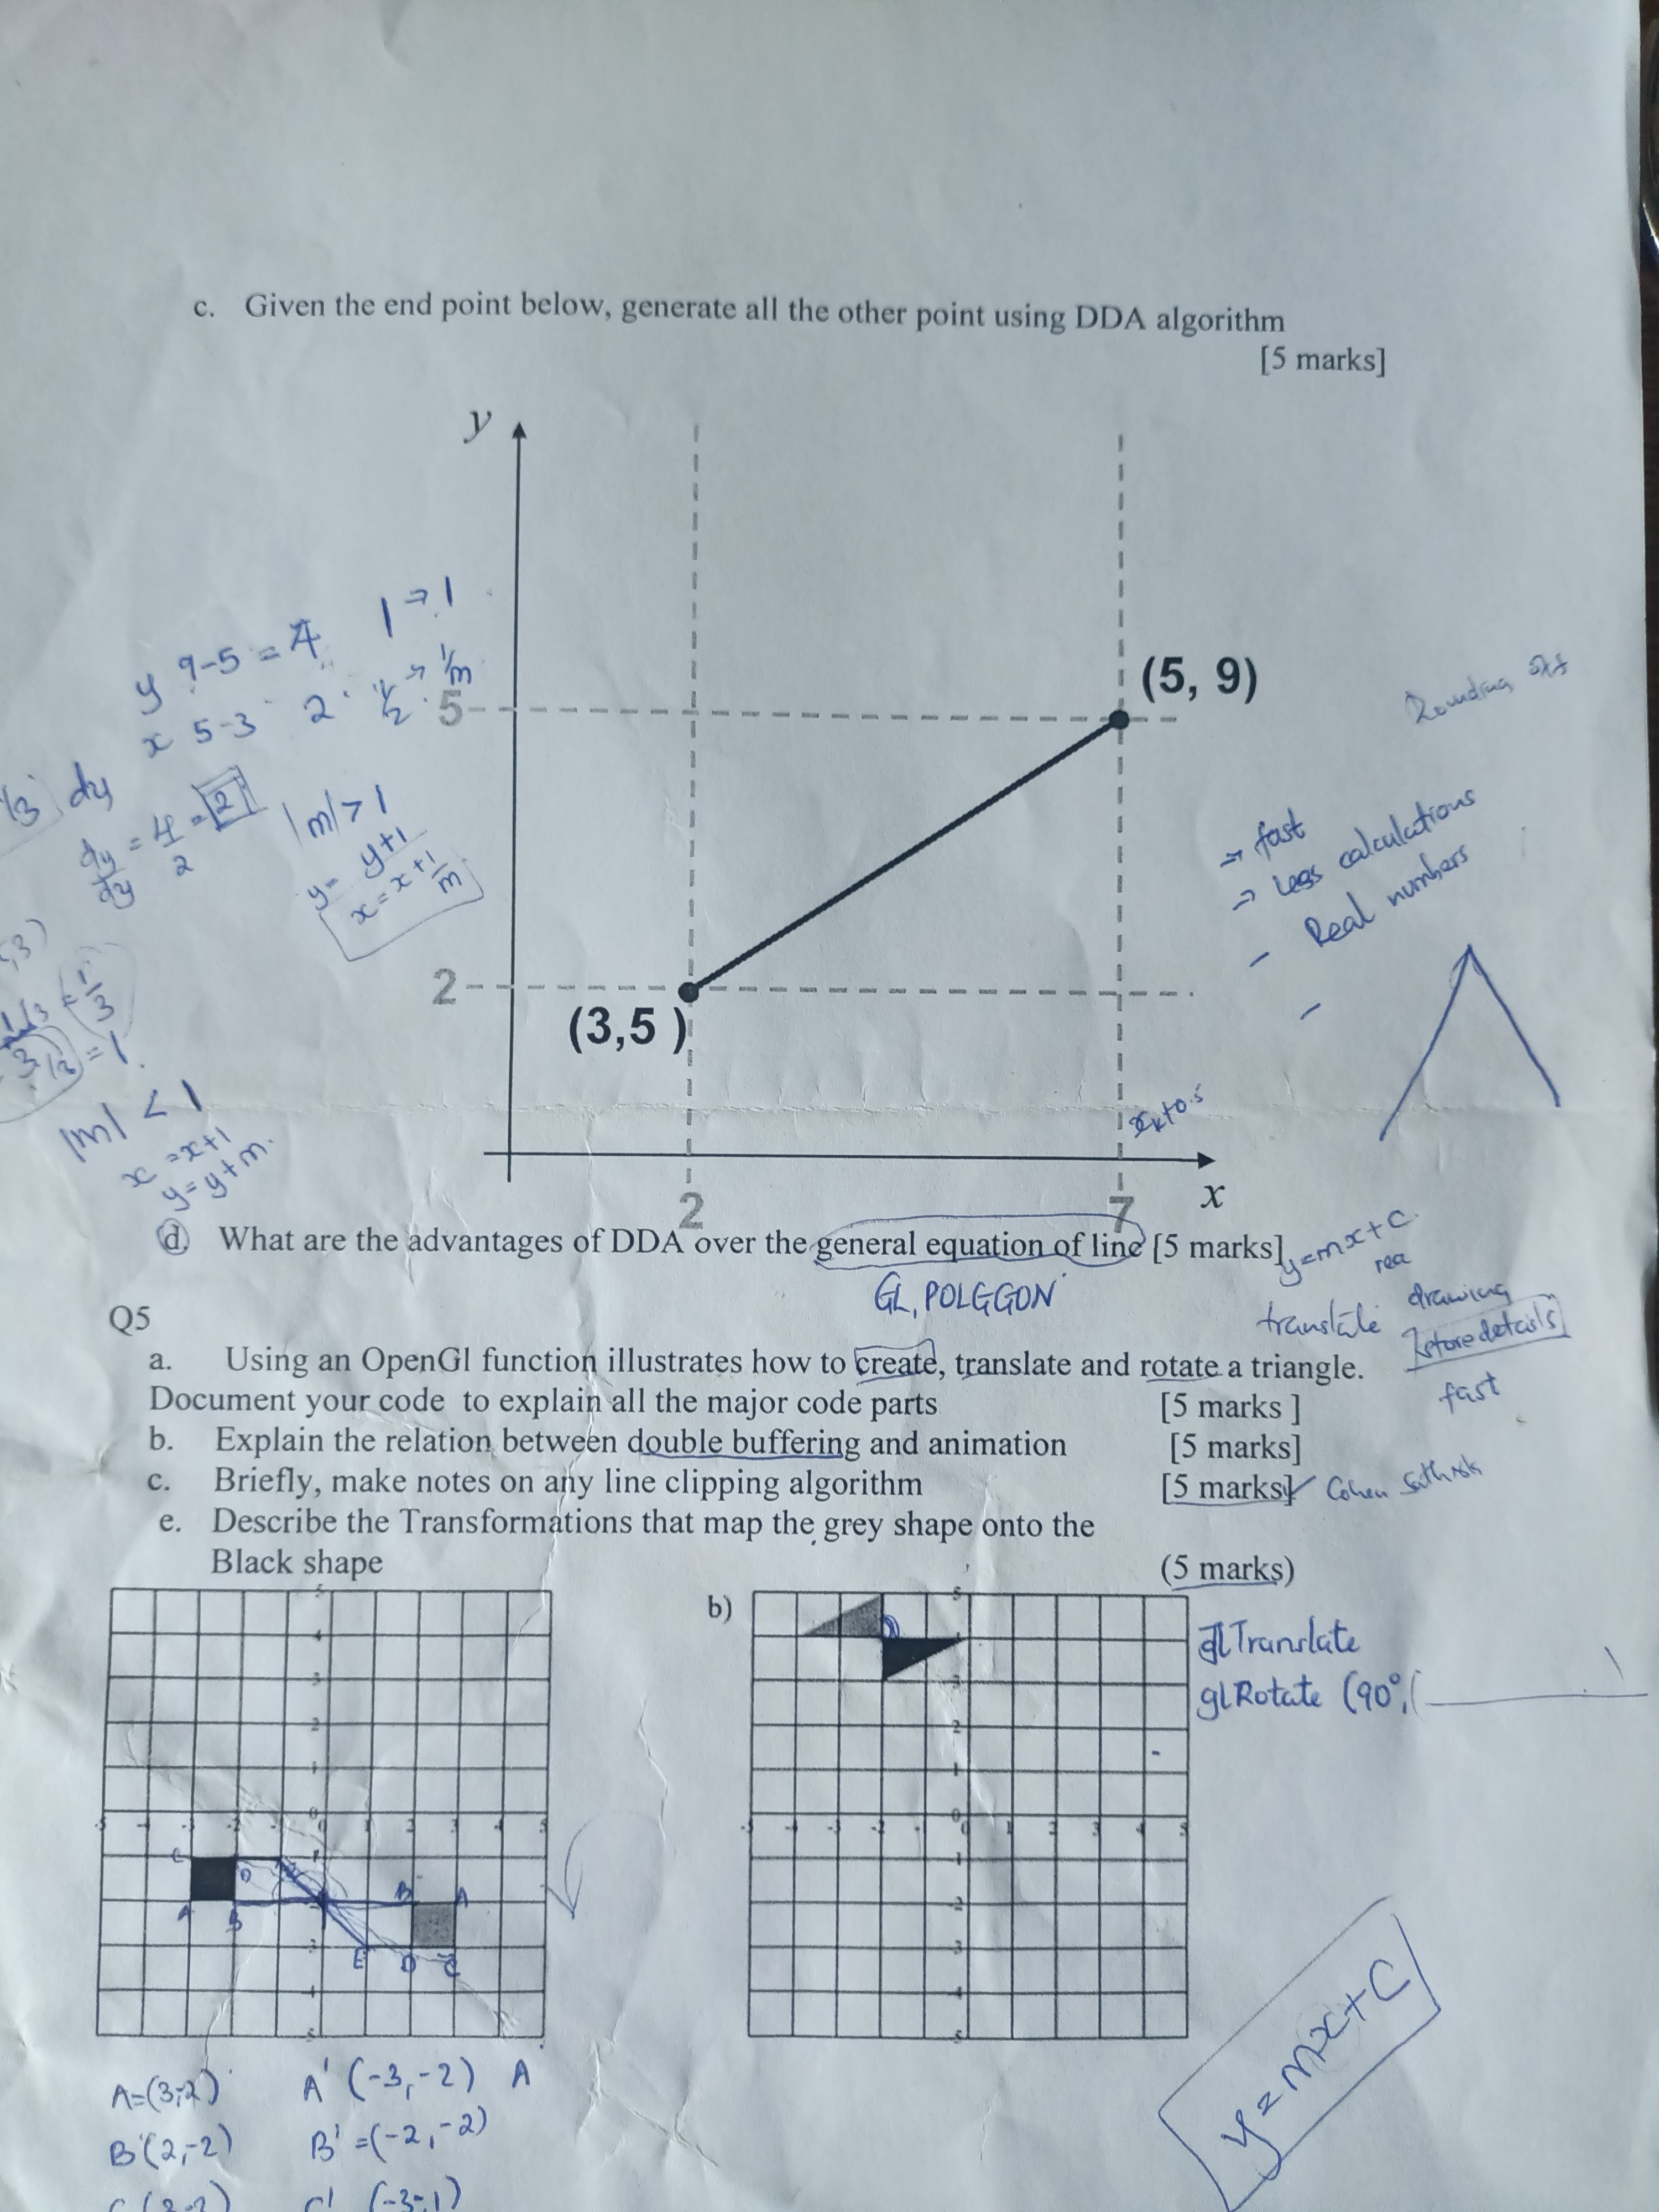 c. Given the end point below, generate all the other point using DDA algorithm
[5 marks]
y
y 9-5 = 4 1 → 1
x 5-3 2 1/2 → 1/m
5
(5, 9)
Rounding off
1/3 dy
dy/dy = 4/2 = 2
|m| > 1
y = y+1
x = x+1/m
→ fast
→ less calculations
- Real numbers
-
2
(3,5 )
= 1/3
= 1
|m| < 1
x = x+1
y = y+m
2
7
x
d. What are the advantages of DDA over the general equation of line [5 marks]
y=mx+c
GL, POLGGON
translate
drawing
store details
fast
Q5
a. Using an OpenGl function illustrates how to create, translate and rotate a triangle.
Document your code to explain all the major code parts [5 marks ]
b. Explain the relation between double buffering and animation [5 marks]
c. Briefly, make notes on any line clipping algorithm [5 marks] Cohen
e. Describe the Transformations that map the grey shape onto the
Black shape (5 marks)
b)
glTranslate
glRotate (90°,(
C D B A
A B E D C
A=(3,-2) A' (-3,-2) A
B(2,-2) B' =(-2,-2)
C' (-3,-1)
y=mx+c